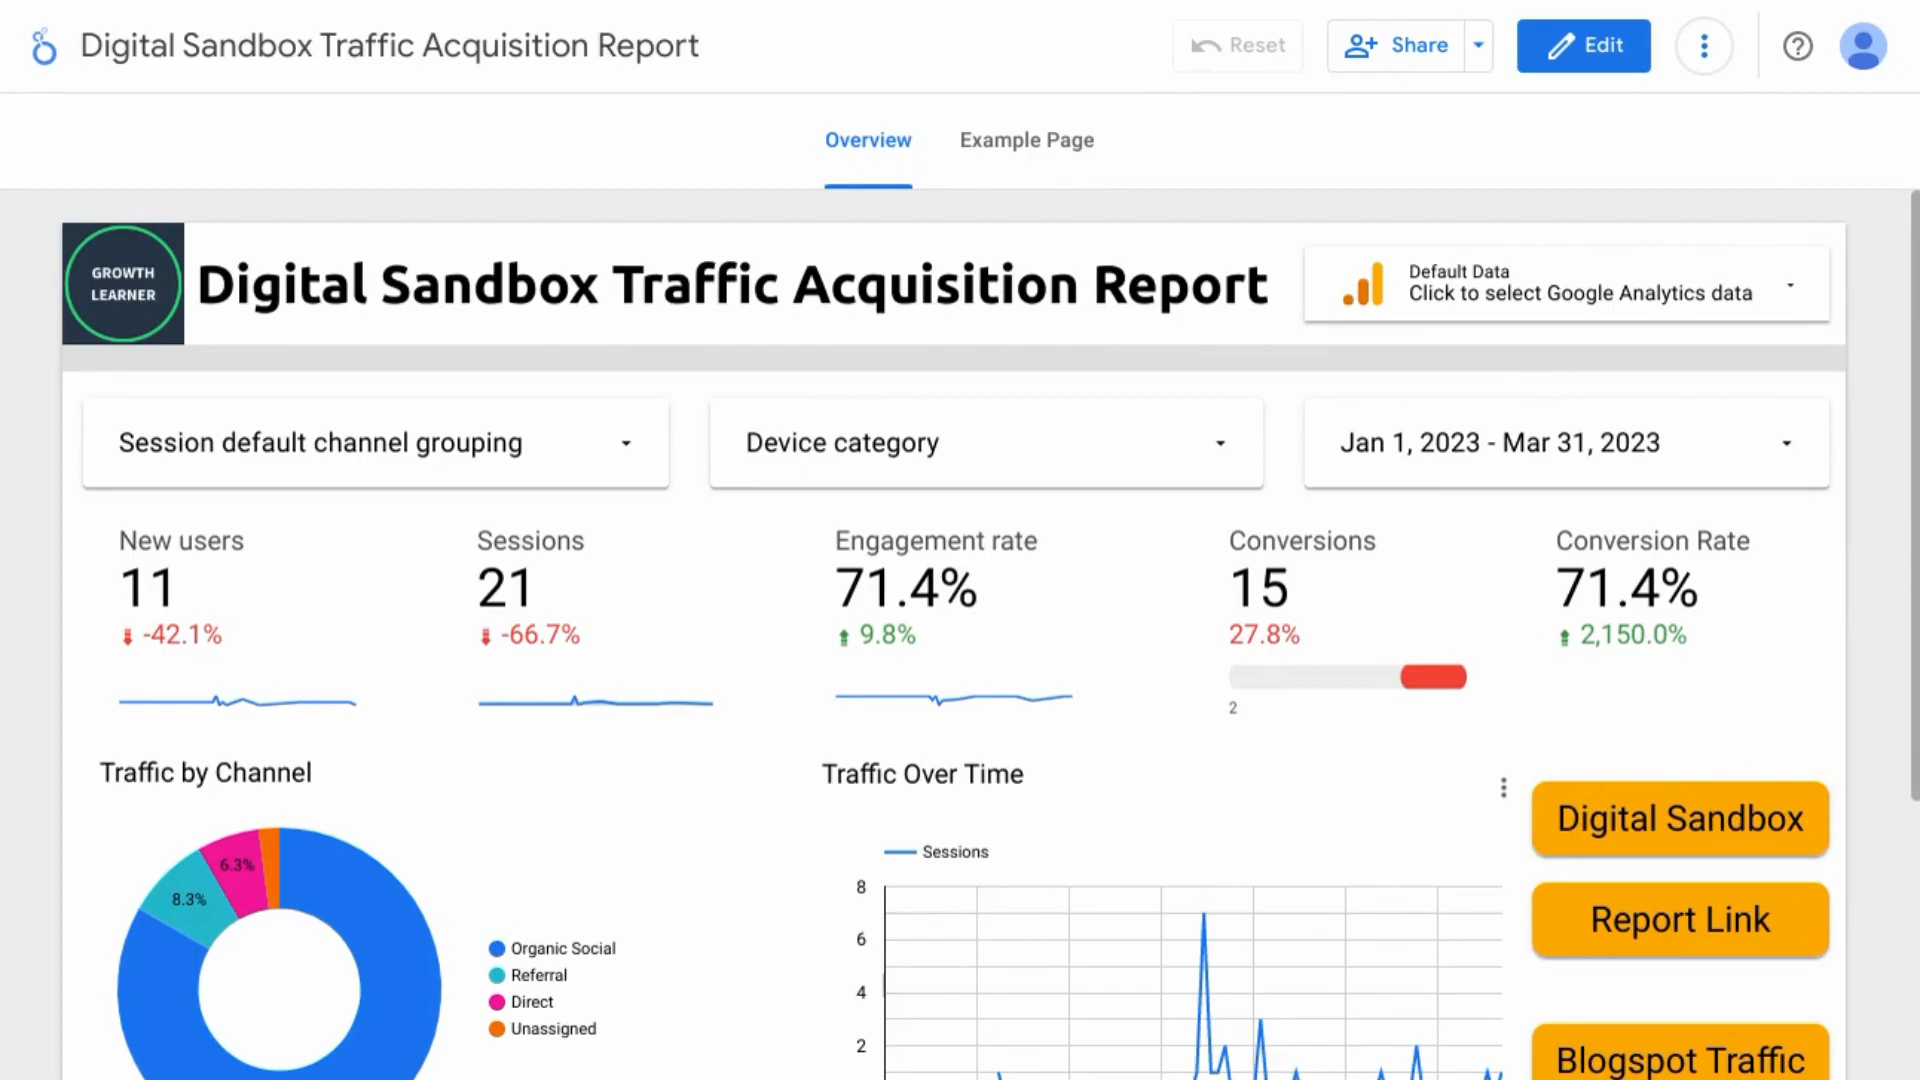 Digital Sandbox Traffic Acquisition Report
Reset
Share
Edit
Overview
Example Page
GROWTH
LEARNER
Digital Sandbox Traffic Acquisition Report
Default Data
Click to select Google Analytics data
Session default channel grouping
Device category
Jan 1, 2023 - Mar 31, 2023
New users
11
-42.1%
Sessions
21
-66.7%
Engagement rate
71.4%
9.8%
Conversions
15
27.8%
2
Conversion Rate
71.4%
2,150.0%
Traffic by Channel
6.3%
8.3%
Organic Social
Referral
Direct
Unassigned
Traffic Over Time
Sessions
8
6
4
2
Digital Sandbox
Report Link
Blogspot Traffic